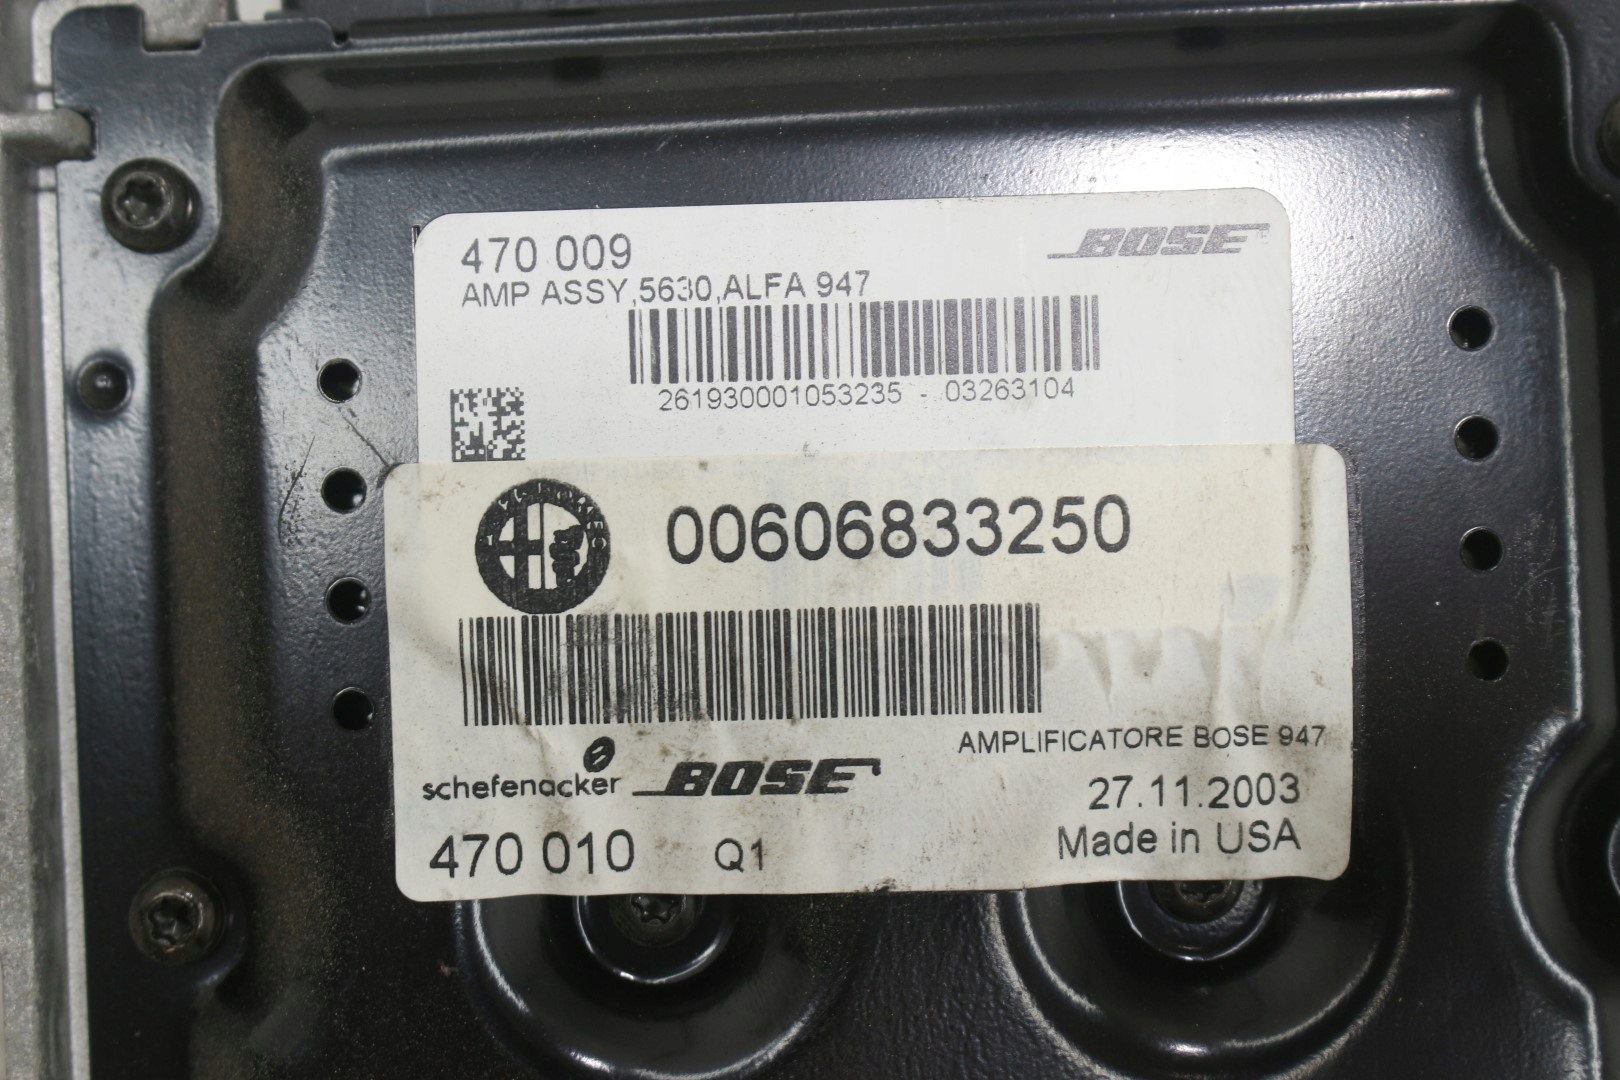 470 009
BOSE
AMP ASSY,5630,ALFA 947
261930001053235 - 03263104
00606833250
AMPLIFICATORE BOSE 947
schefenacker BOSE
27.11.2003
470 010 Q1
Made in USA